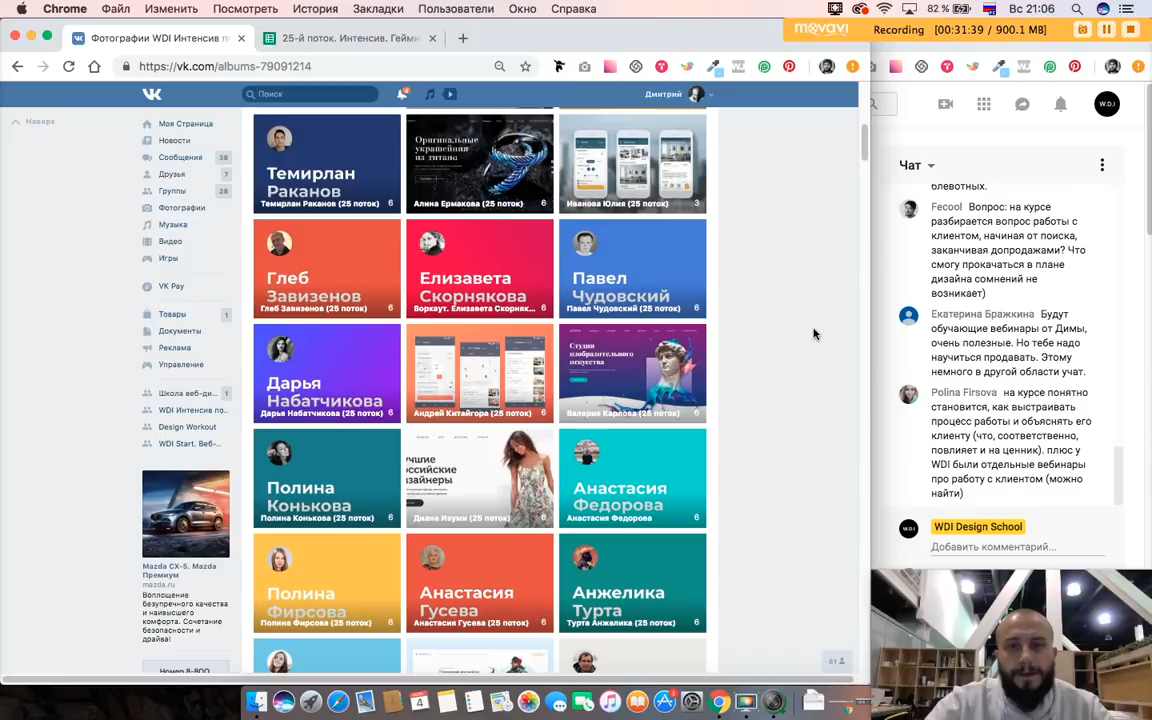 Chrome Файл Править Посмотреть История Закладки Пользователи Окно Справка
82 % Вс 21:06
movavi Recording (00:31:39 / 900.1 MB)
Фотографии WDI Интенсив по
25-й поток. Интенсив. Гейми
https://vk.com/albums-79091214
Поиск
Дмитрий
Наверх
Моя Страница
Новости
Сообщения 38
Друзья 7
Группы 28
Фотографии
Музыка
Видео
Игры
VK Pay
Товары 1
Документы
Реклама
Управление
Школа веб-ди... 1
WDI Интенсив по..
Design Workout
WDI Start. Веб-..
Mazda CX-5. Mazda
Премиум
mazda.ru
Воплощение
безупречного качества
и наивысшего
комфорта. Сочетание
безопасности и
драйва!
Номер 8-800
Темирлан
Раканов
Темирлан Раканов (25 поток) 6
Оригинальные
украшения
из титана
Алина Ермакова (25 поток) 6
Иванова Юлия (25 поток) 3
Глеб
Завизенов
Глеб Завизенов (25 поток) 6
Елизавета
Скорнякова
Воркаут. Елизавета Скорняк... 6
Павел
Чудовский
Павел Чудовский (25 поток) 6
Дарья
Набатчикова
Дарья Набатчикова (25 поток) 6
Андрей Китайгора (25 поток) 6
Студия
изобразительного
искусства
Валерия Карлова (25 поток) 6
Полина
Конькова
Полина Конькова (25 поток) 6
учшие
российские
изайнеры
Диана Изуми (25 поток) 6
Анастасия
Федорова
Анастасия Федорова 6
Полина
Фирсова
Полина Фирсова (25 поток) 6
Анастасия
Гусева
Анастасия Гусева (25 поток) 6
Анжелика
Турта
Турта Анжелика (25 поток) 6
61
W.D.I
Чат
блевотных.
Fecool Вопрос: на курсе
разбирается вопрос работы с
клиентом, начиная от поиска,
заканчивая допродажами? Что
смогу прокачаться в плане
дизайна сомнений не
возникает)
Екатерина Бражкина Будут
обучающие вебинары от Димы,
очень полезные. Но тебе надо
научиться продавать. Этому
немного в другой области учат.
Polina Firsova на курсе понятно
становится, как выстраивать
процесс работы и объяснять его
клиенту (что, соответственно,
повлияет и на ценник). плюс у
WDI были отдельные вебинары
про работу с клиентом (можно
найти)
WDI Design School
Добавить комментарий...